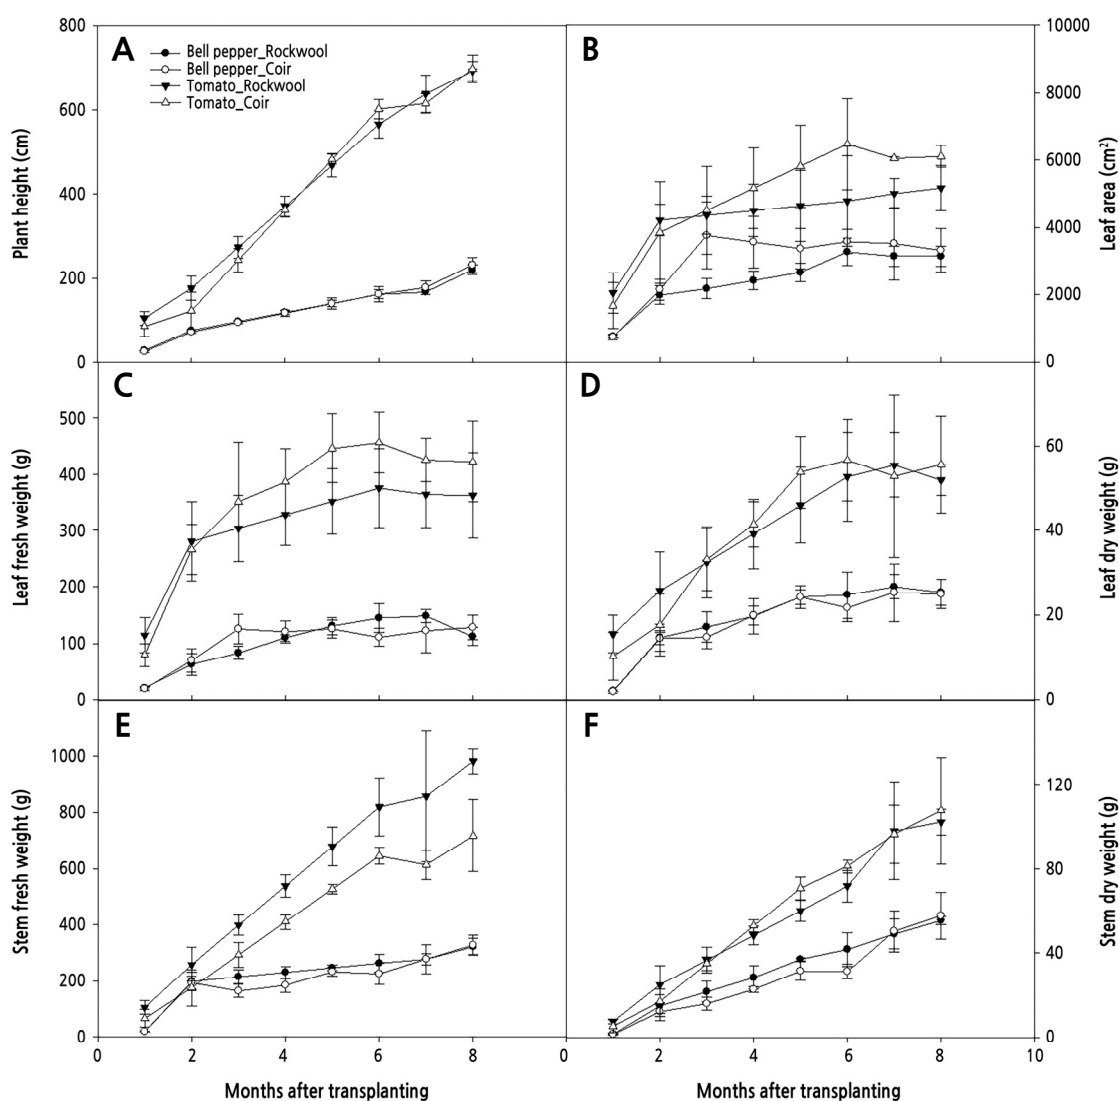 A
Bell pepper_Rockwool
Bell pepper_Coir
Tomato_Rockwool
Tomato_Coir
Plant height (cm)
800
600
400
200
0
B
10000
8000
6000
4000
2000
0
Leaf area (cm²)
C
Leaf fresh weight (g)
500
400
300
200
100
0
D
60
40
20
0
Leaf dry weight (g)
E
Stem fresh weight (g)
1000
800
600
400
200
0
F
120
80
40
0
Stem dry weight (g)
0 2 4 6 8 0 2 4 6 8 10
Months after transplanting Months after transplanting